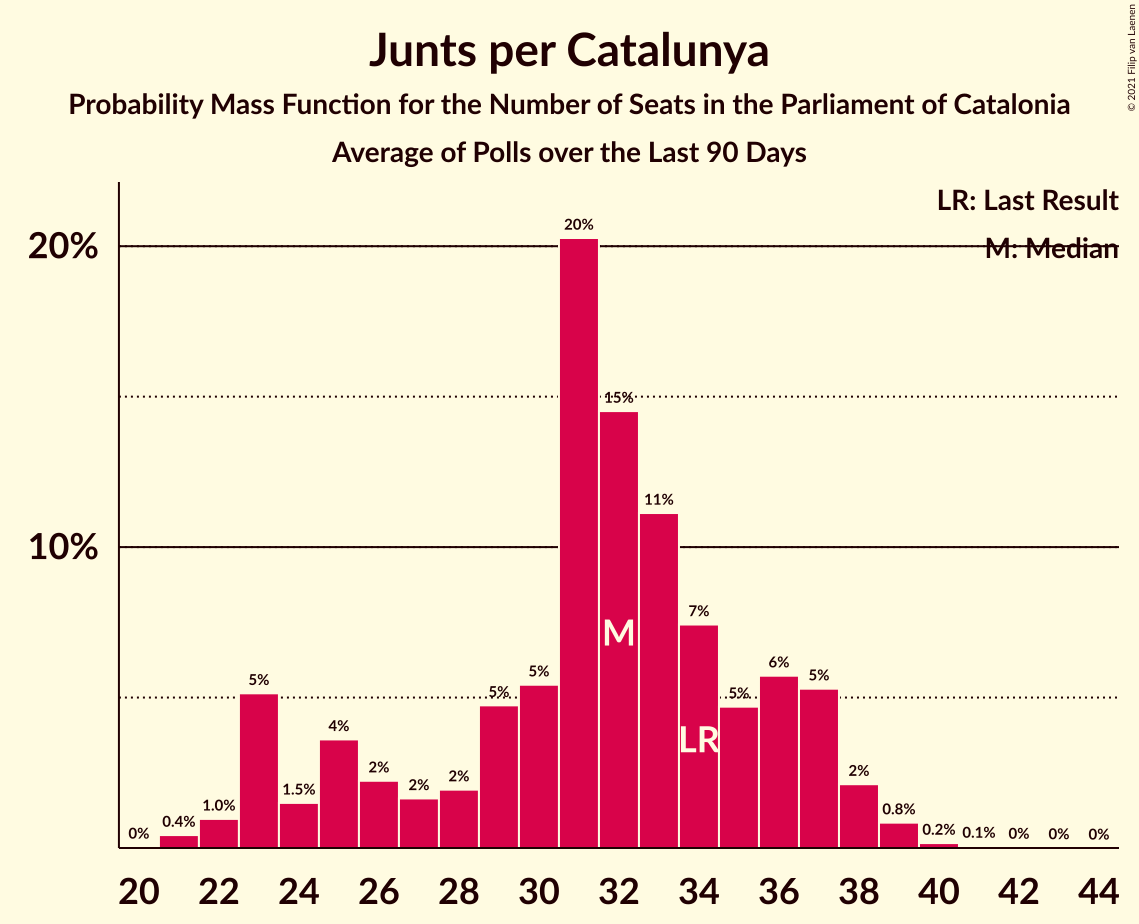 Junts per Catalunya
Probability Mass Function for the Number of Seats in the Parliament of Catalonia
Average of Polls over the Last 90 Days
© 2021 Filip van Laenen
LR: Last Result
M: Median
20%
10%
0% 0.4% 1.0% 5% 1.5% 4% 2% 2% 2% 5% 5% 20% 15% 11% 7% 5% 6% 5% 2% 0.8% 0.2% 0.1% 0% 0% 0%
M
LR
20 22 24 26 28 30 32 34 36 38 40 42 44